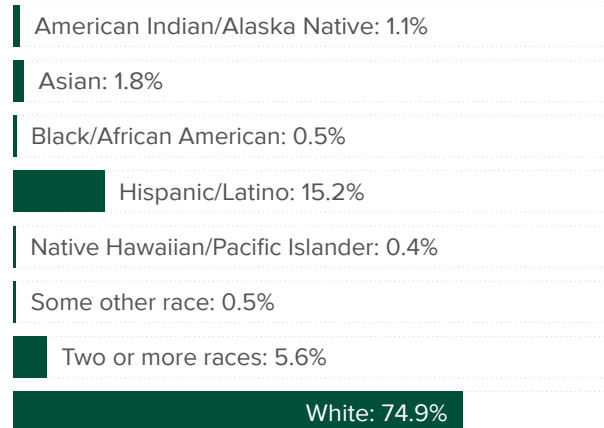 American Indian/Alaska Native: 1.1%
Asian: 1.8%
Black/African American: 0.5%
Hispanic/Latino: 15.2%
Native Hawaiian/Pacific Islander: 0.4%
Some other race: 0.5%
Two or more races: 5.6%
White: 74.9%